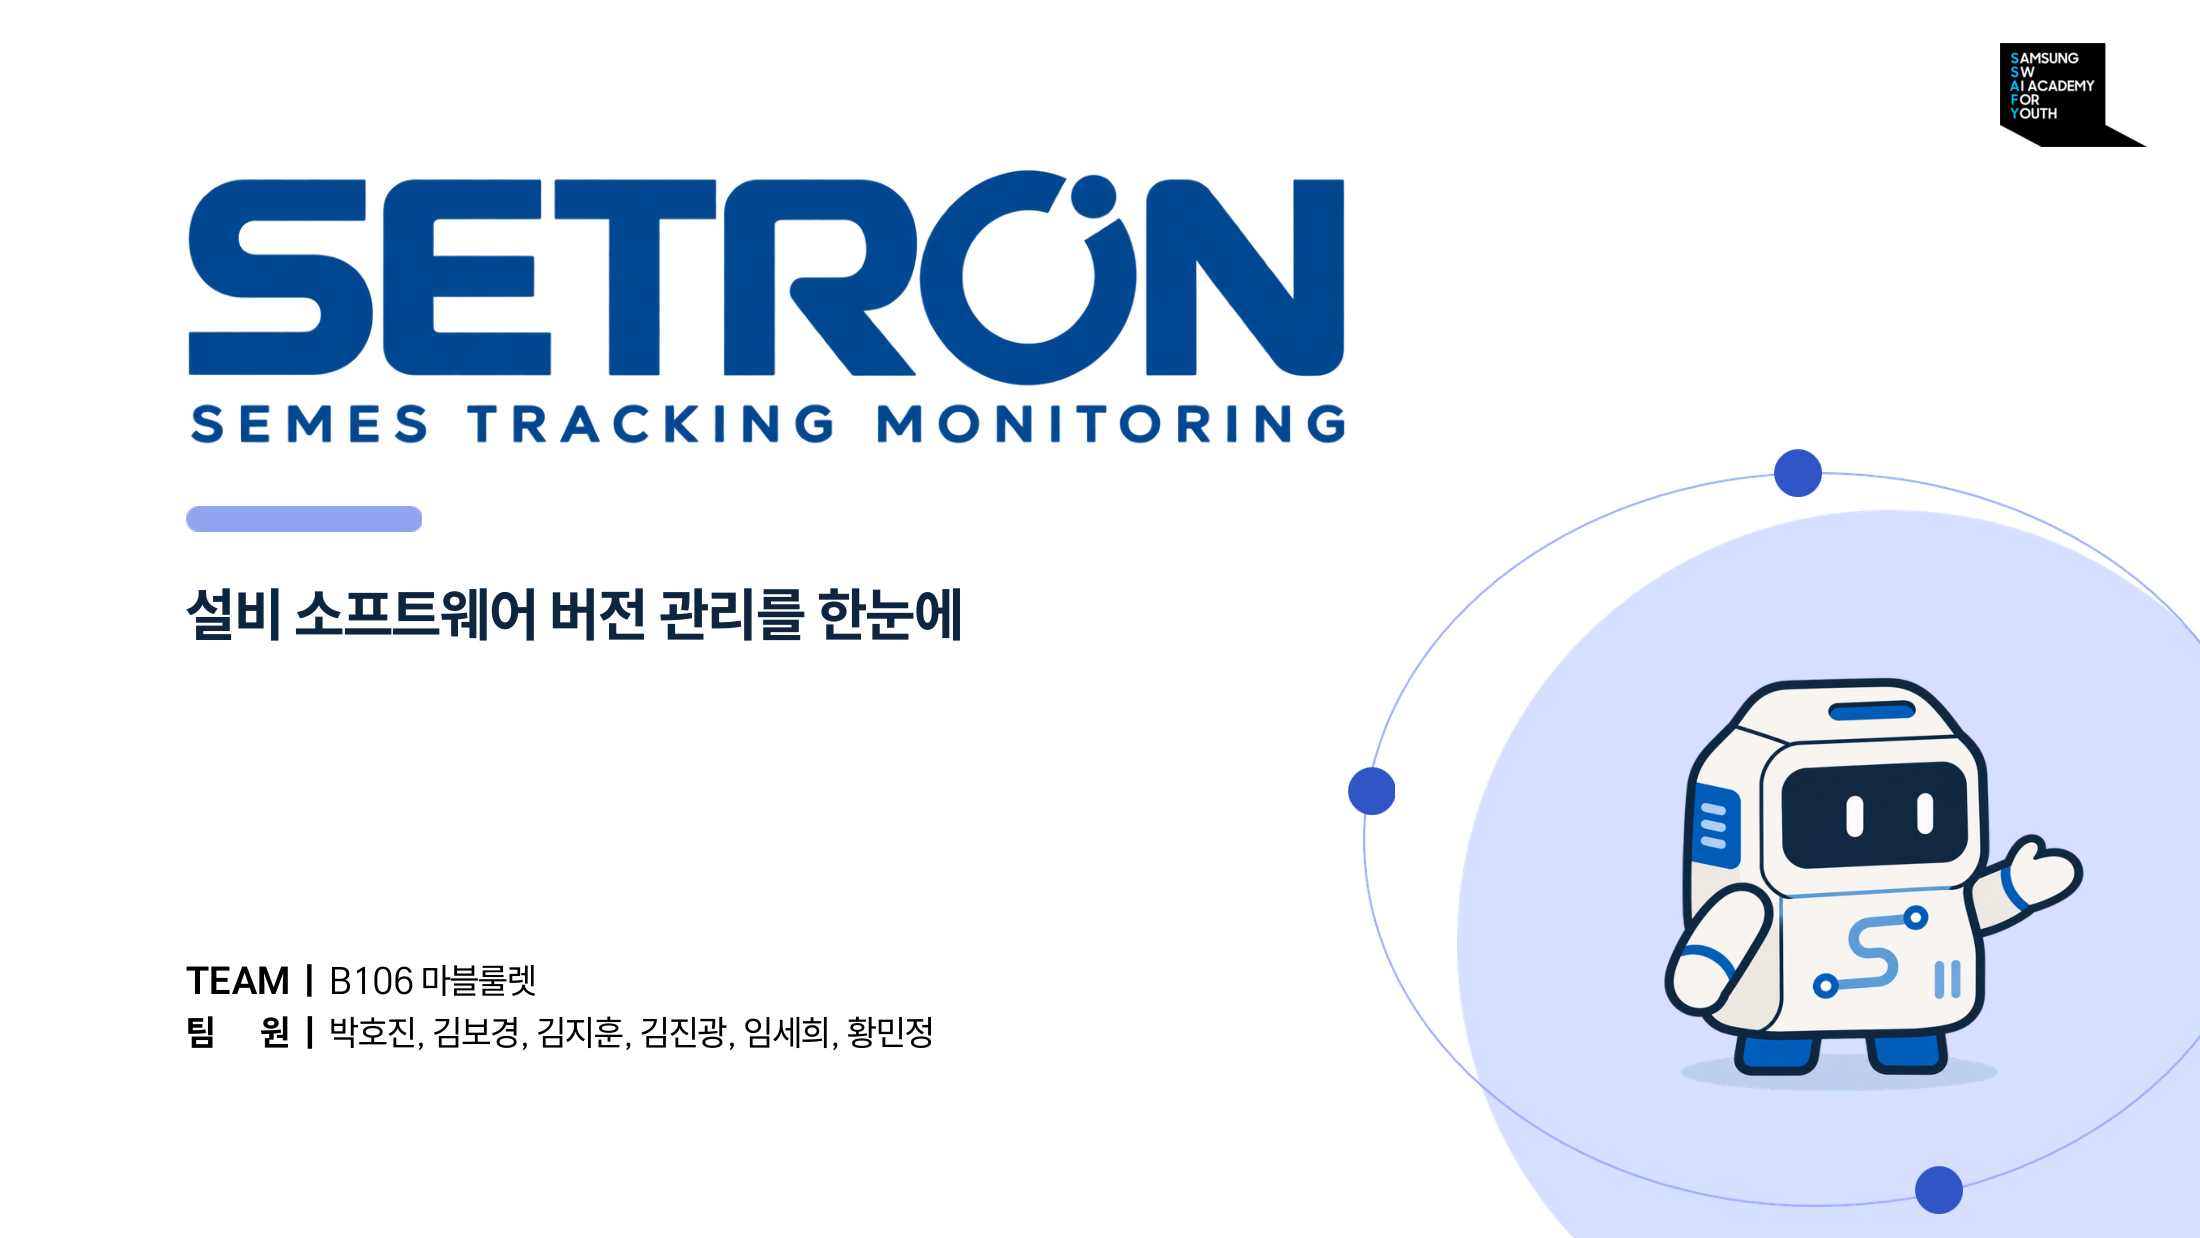 SAMSUNG
SW
AI ACADEMY
FOR
YOUTH
SETRON
SEMES TRACKING MONITORING
설비 소프트웨어 버전 관리를 한눈에
TEAM | B106 마블룰렛
팀 원 | 박호진, 김보경, 김지훈, 김진광, 임세희, 황민정